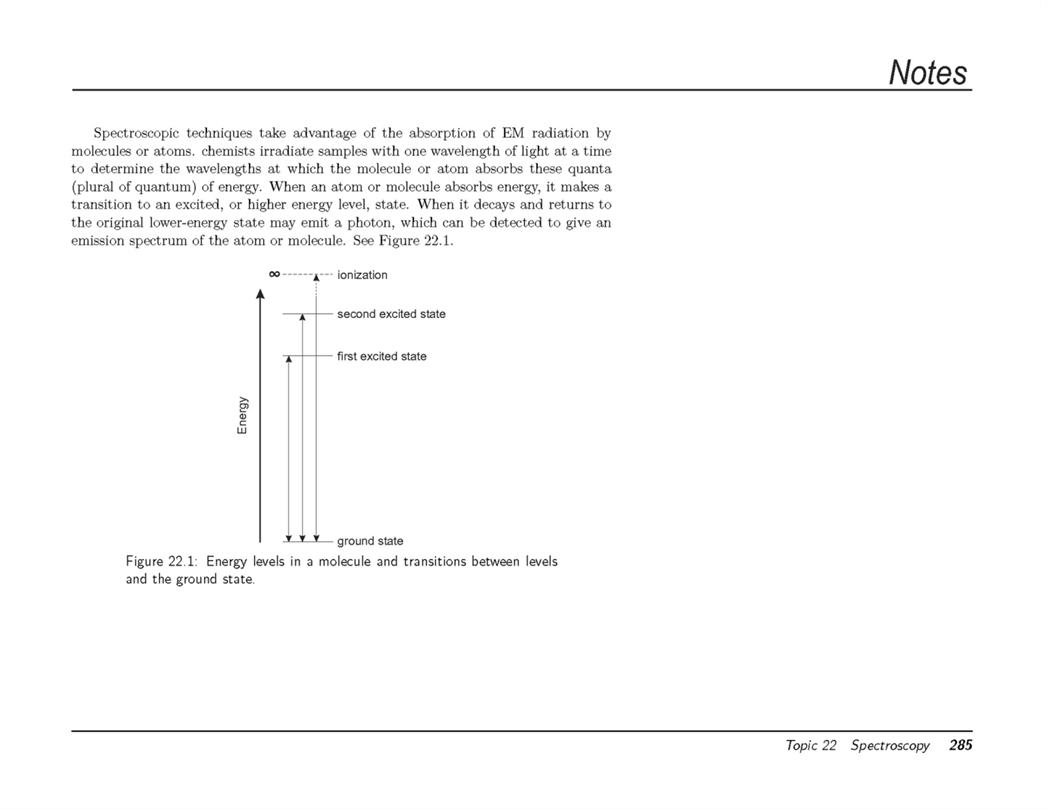 Notes
Spectroscopic techniques take advantage of the absorption of EM radiation by
molecules or atoms. chemists irradiate samples with one wavelength of light at a time
to determine the wavelengths at which the molecule or atom absorbs these quanta
(plural of quantum) of energy. When an atom or molecule absorbs energy, it makes a
transition to an excited, or higher energy level, state. When it decays and returns to
the original lower-energy state may emit a photon, which can be detected to give an
emission spectrum of the atom or molecule. See Figure 22.1.
∞ ionization
second excited state
first excited state
Energy
ground state
Figure 22.1: Energy levels in a molecule and transitions between levels
and the ground state.
Topic 22 Spectroscopy 285